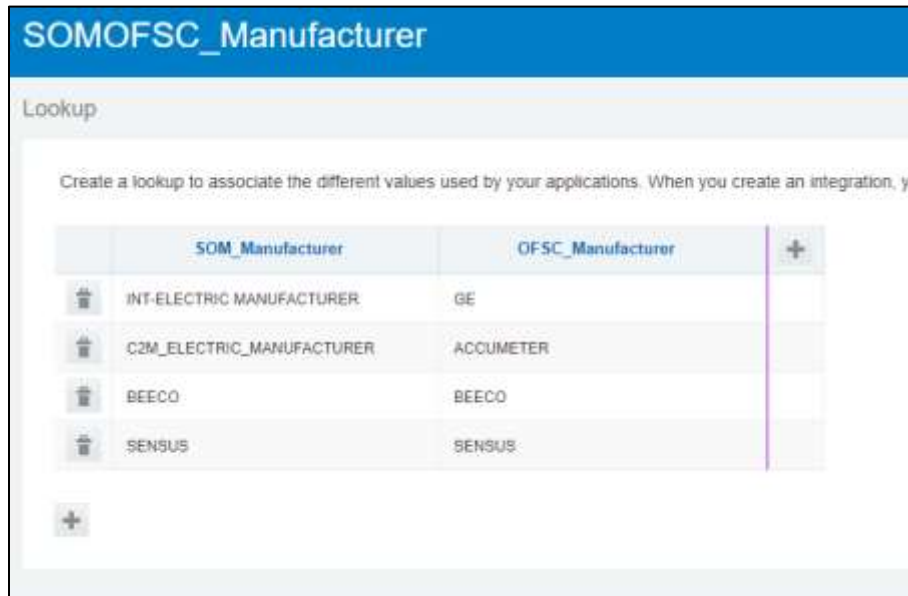 SOMOFSC_Manufacturer
Lookup
Create a lookup to associate the different values used by your applications. When you create an integration, y
SOM_Manufacturer OFSC_Manufacturer
INT-ELECTRIC MANUFACTURER GE
C2M_ELECTRIC_MANUFACTURER ACCUMETER
BEECO BEECO
SENSUS SENSUS